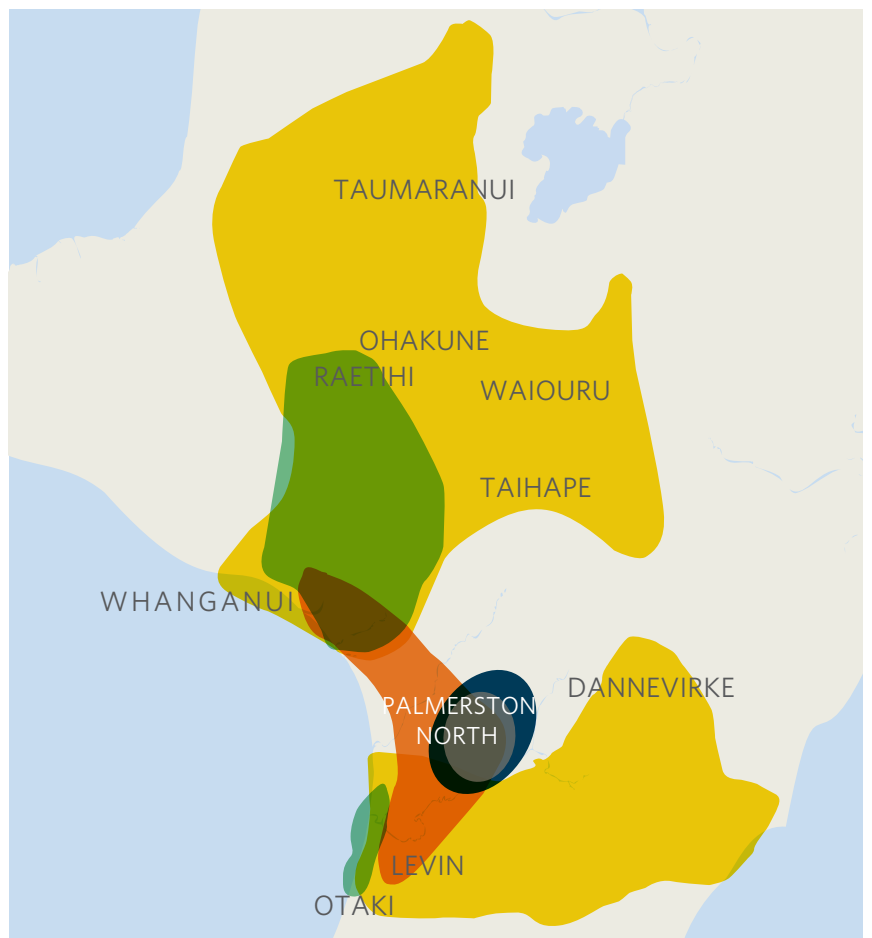 TAUMARANUI
OHAKUNE
RAETIHI
WAIOURU
TAIHAPE
WHANGANUI
DANNEVIRKE
PALMERSTON
NORTH
LEVIN
OTAKI